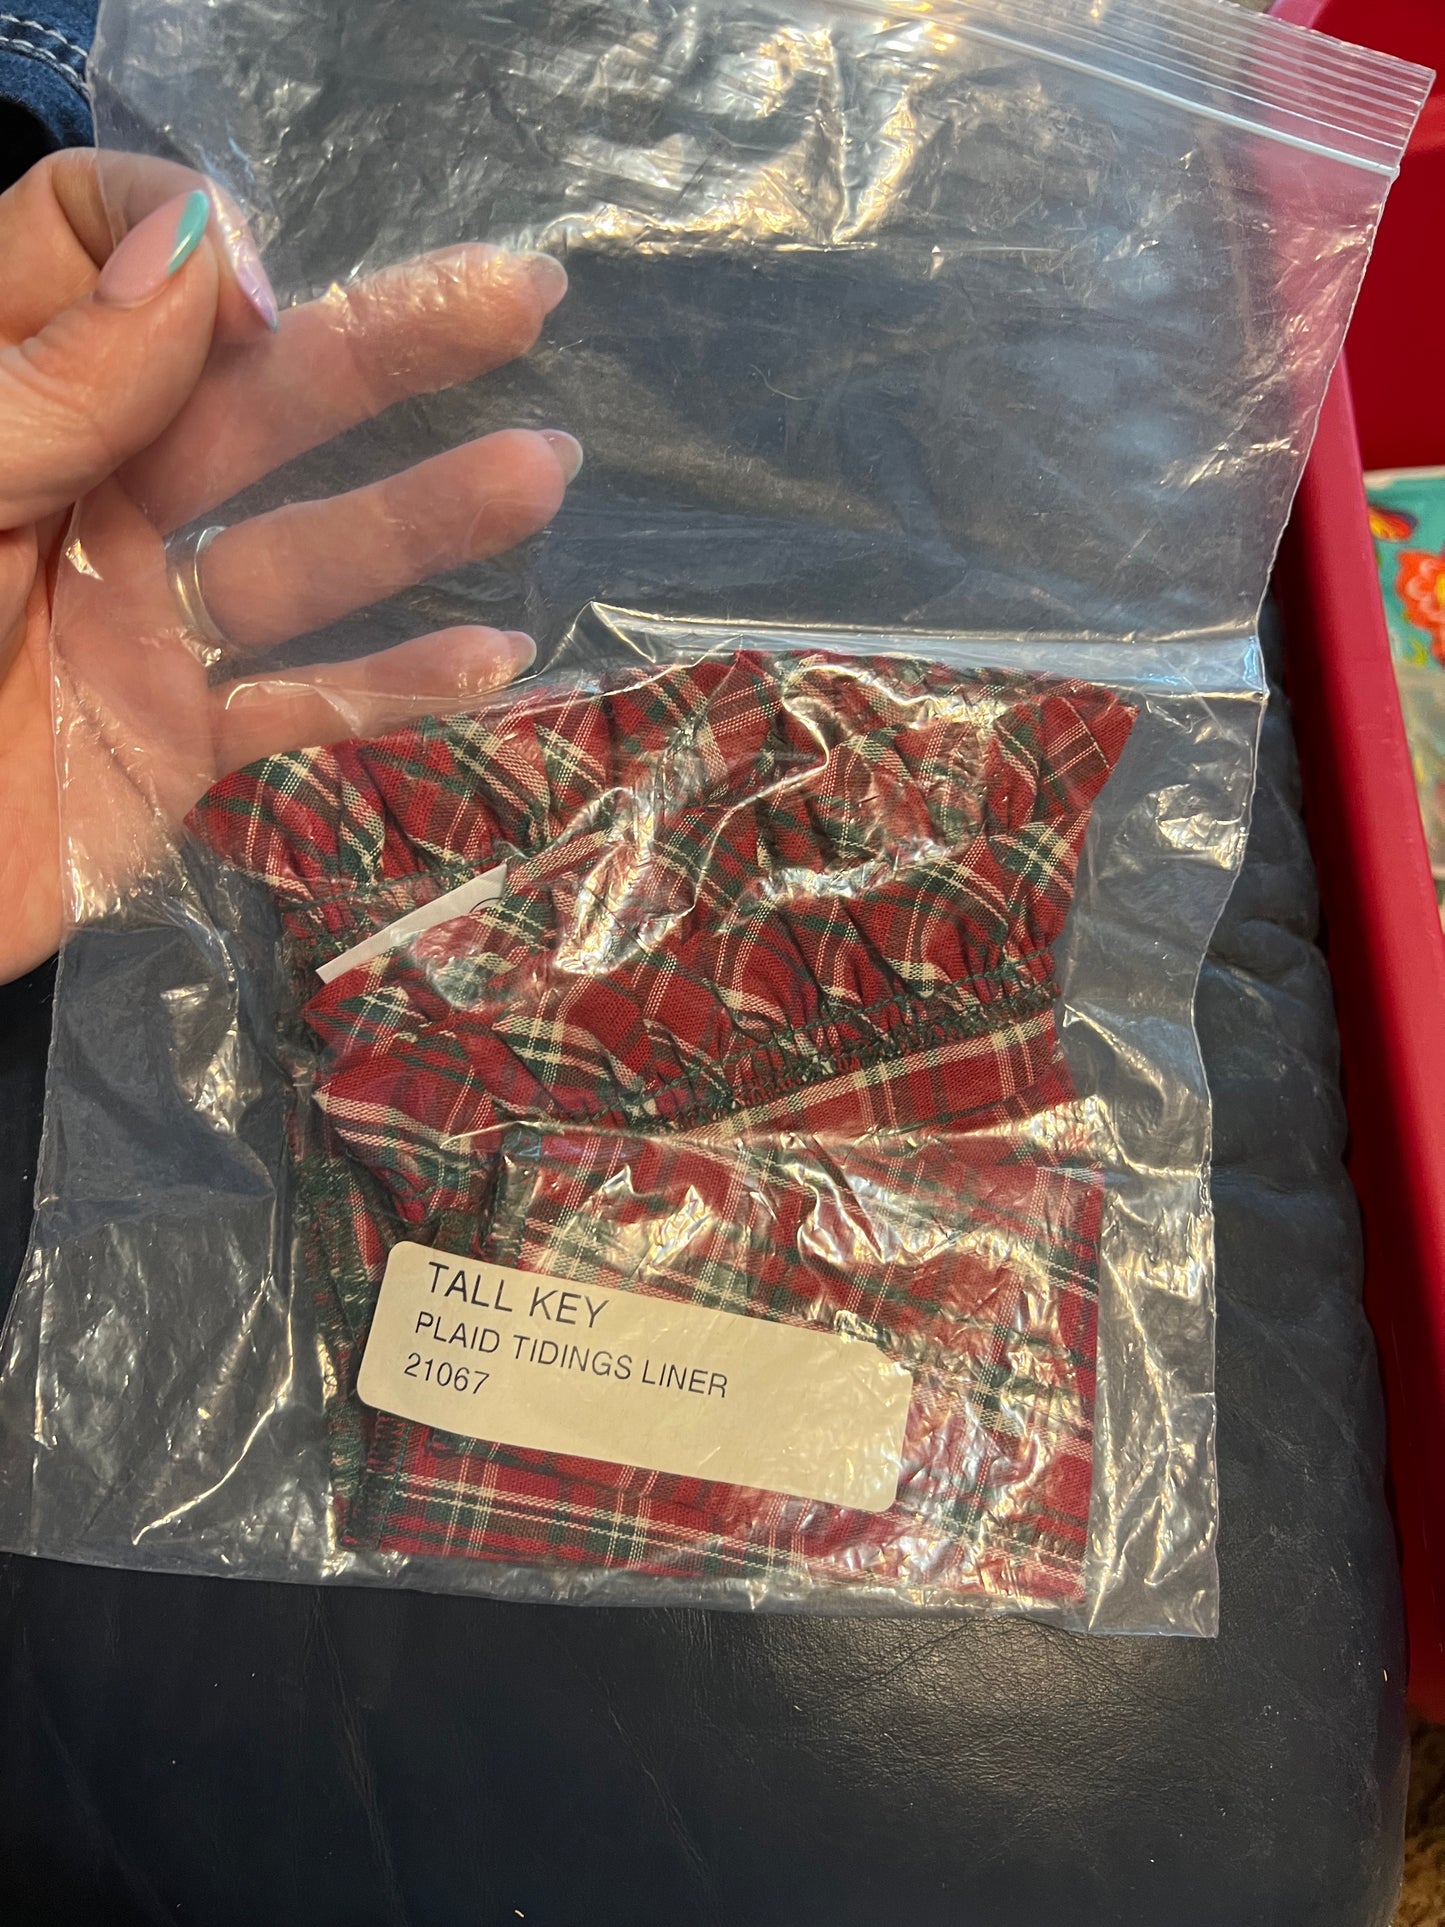 TALL KEY
PLAID TIDINGS LINER
21067